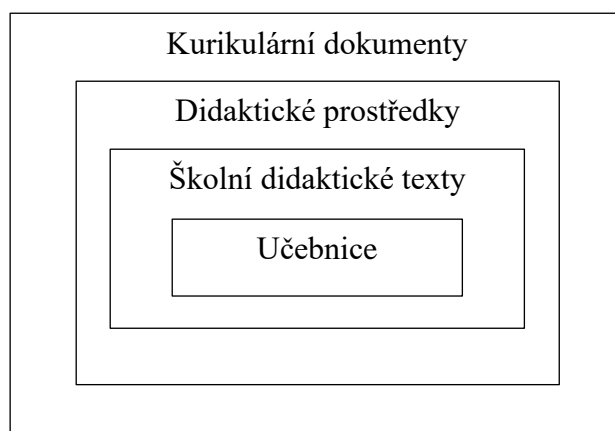 Kurikulární dokumenty
Didaktické prostředky
Školní didaktické texty
Učebnice